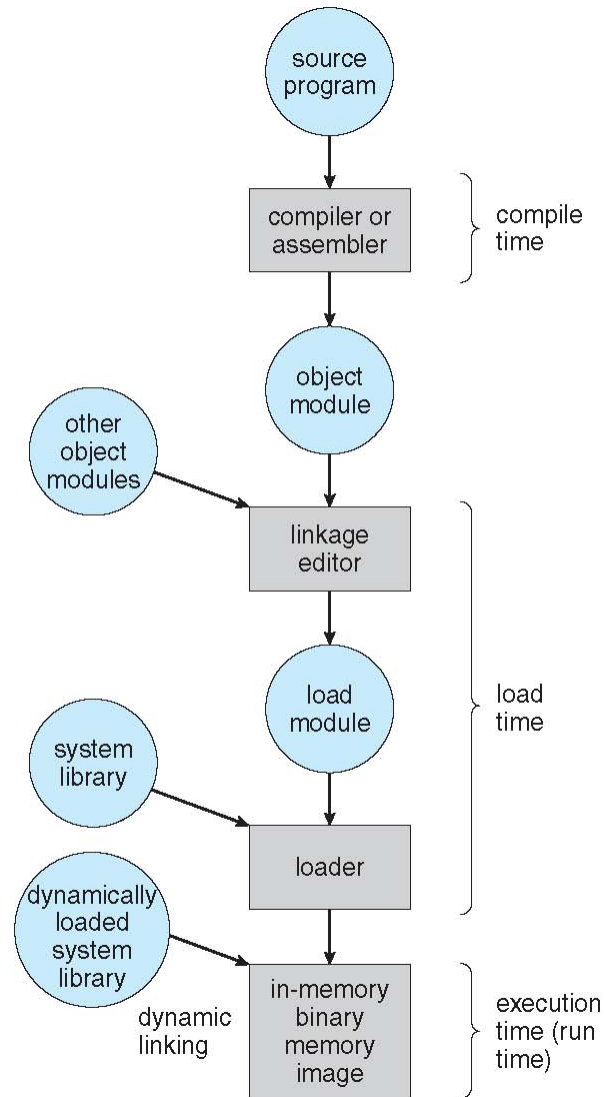 source
program
compiler or
assembler
compile
time
object
module
other
object
modules
linkage
editor
load
module
load
time
system
library
loader
dynamically
loaded
system
library
dynamic
linking
in-memory
binary
memory
image
execution
time (run
time)